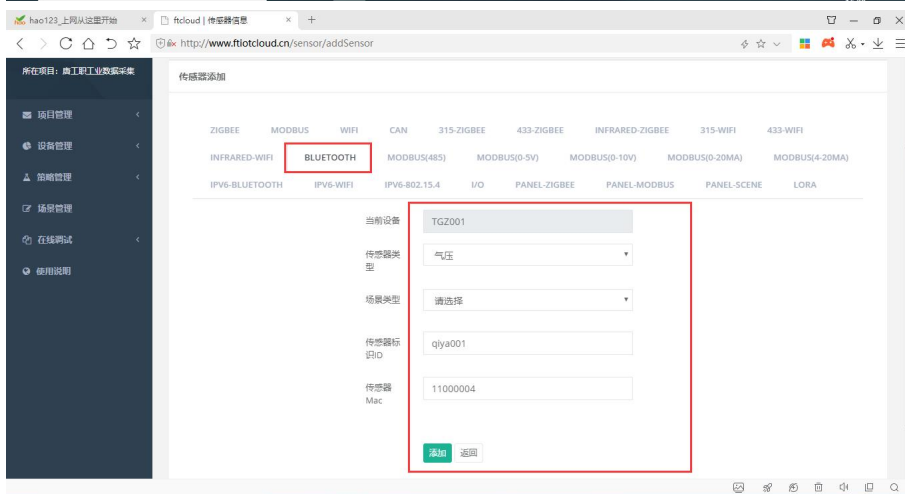 hao123_上网从这里开始
ftcloud | 传感器信息
http://www.ftiotcloud.cn/sensor/addSensor
所在项目：唐工职工业数据采集
传感器添加
项目管理
设备管理
策略管理
场景管理
在线调试
使用说明
ZIGBEE MODBUS WIFI CAN 315-ZIGBEE 433-ZIGBEE INFRARED-ZIGBEE 315-WIFI 433-WIFI
INFRARED-WIFI BLUETOOTH MODBUS(485) MODBUS(0-5V) MODBUS(0-10V) MODBUS(0-20MA) MODBUS(4-20MA)
IPV6-BLUETOOTH IPV6-WIFI IPV6-802.15.4 I/O PANEL-ZIGBEE PANEL-MODBUS PANEL-SCENE LORA
当前设备 TGZ001
传感器类型 气压
场景类型 请选择
传感器标识ID qiya001
传感器Mac 11000004
添加 返回